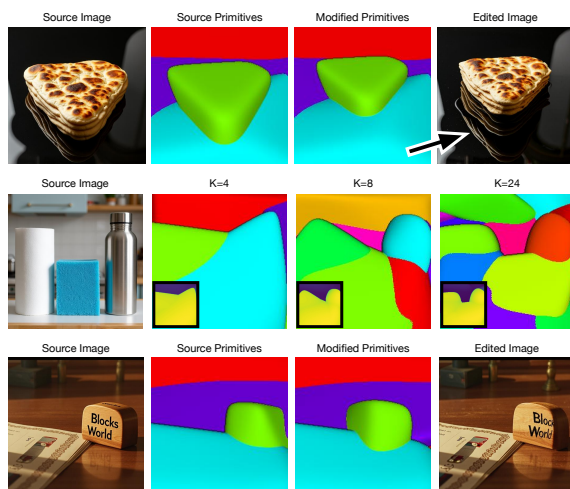 Source Image
Source Primitives
Modified Primitives
Edited Image
Source Image
K=4
K=8
K=24
Source Image
Source Primitives
Modified Primitives
Edited Image
Blocks
World
Bloc
World